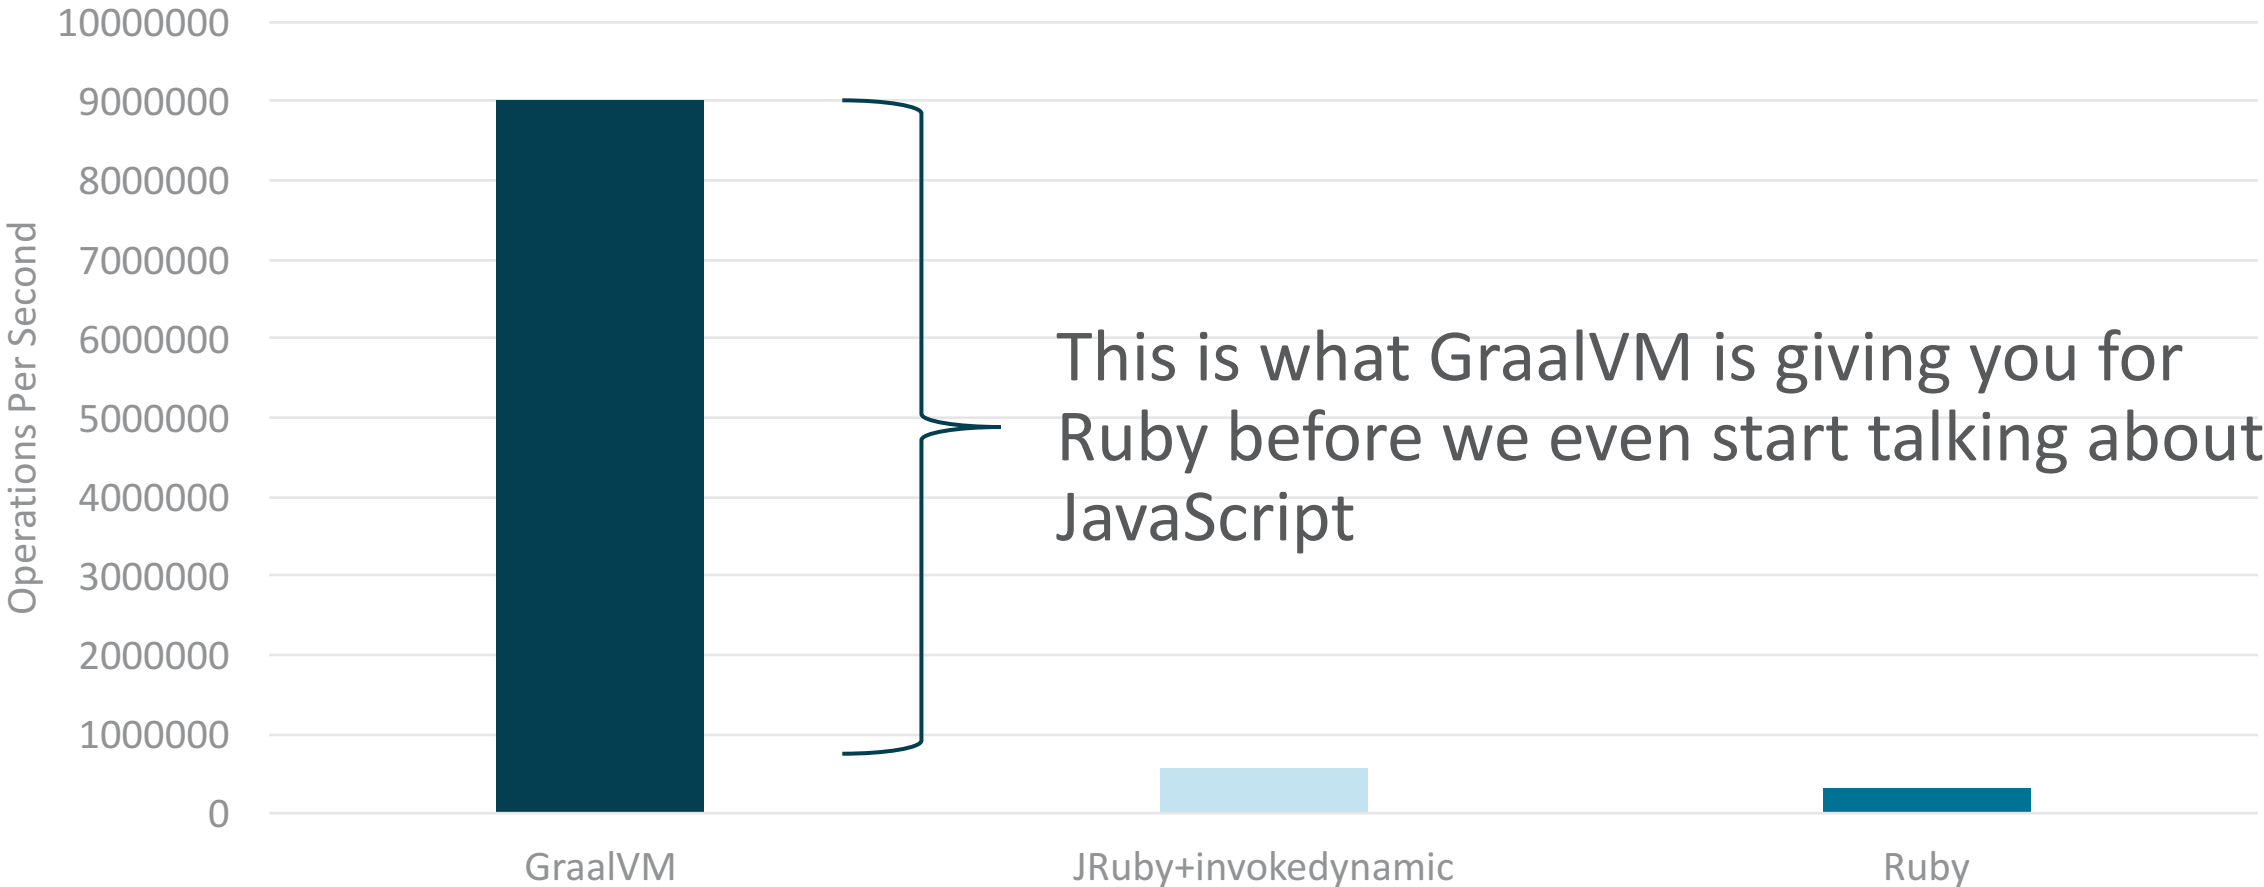 10000000
9000000
8000000
7000000
6000000
5000000
4000000
3000000
2000000
1000000
0
Operations Per Second
This is what GraalVM is giving you for
Ruby before we even start talking about
JavaScript
GraalVM
JRuby+invokedynamic
Ruby